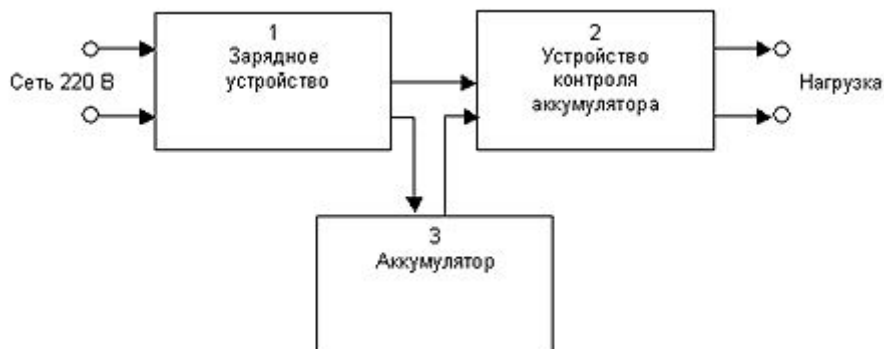 1
Зарядное
устройство
2
Устройство
контроля
аккумулятора
Сеть 220 В
Нагрузка
3
Аккумулятор